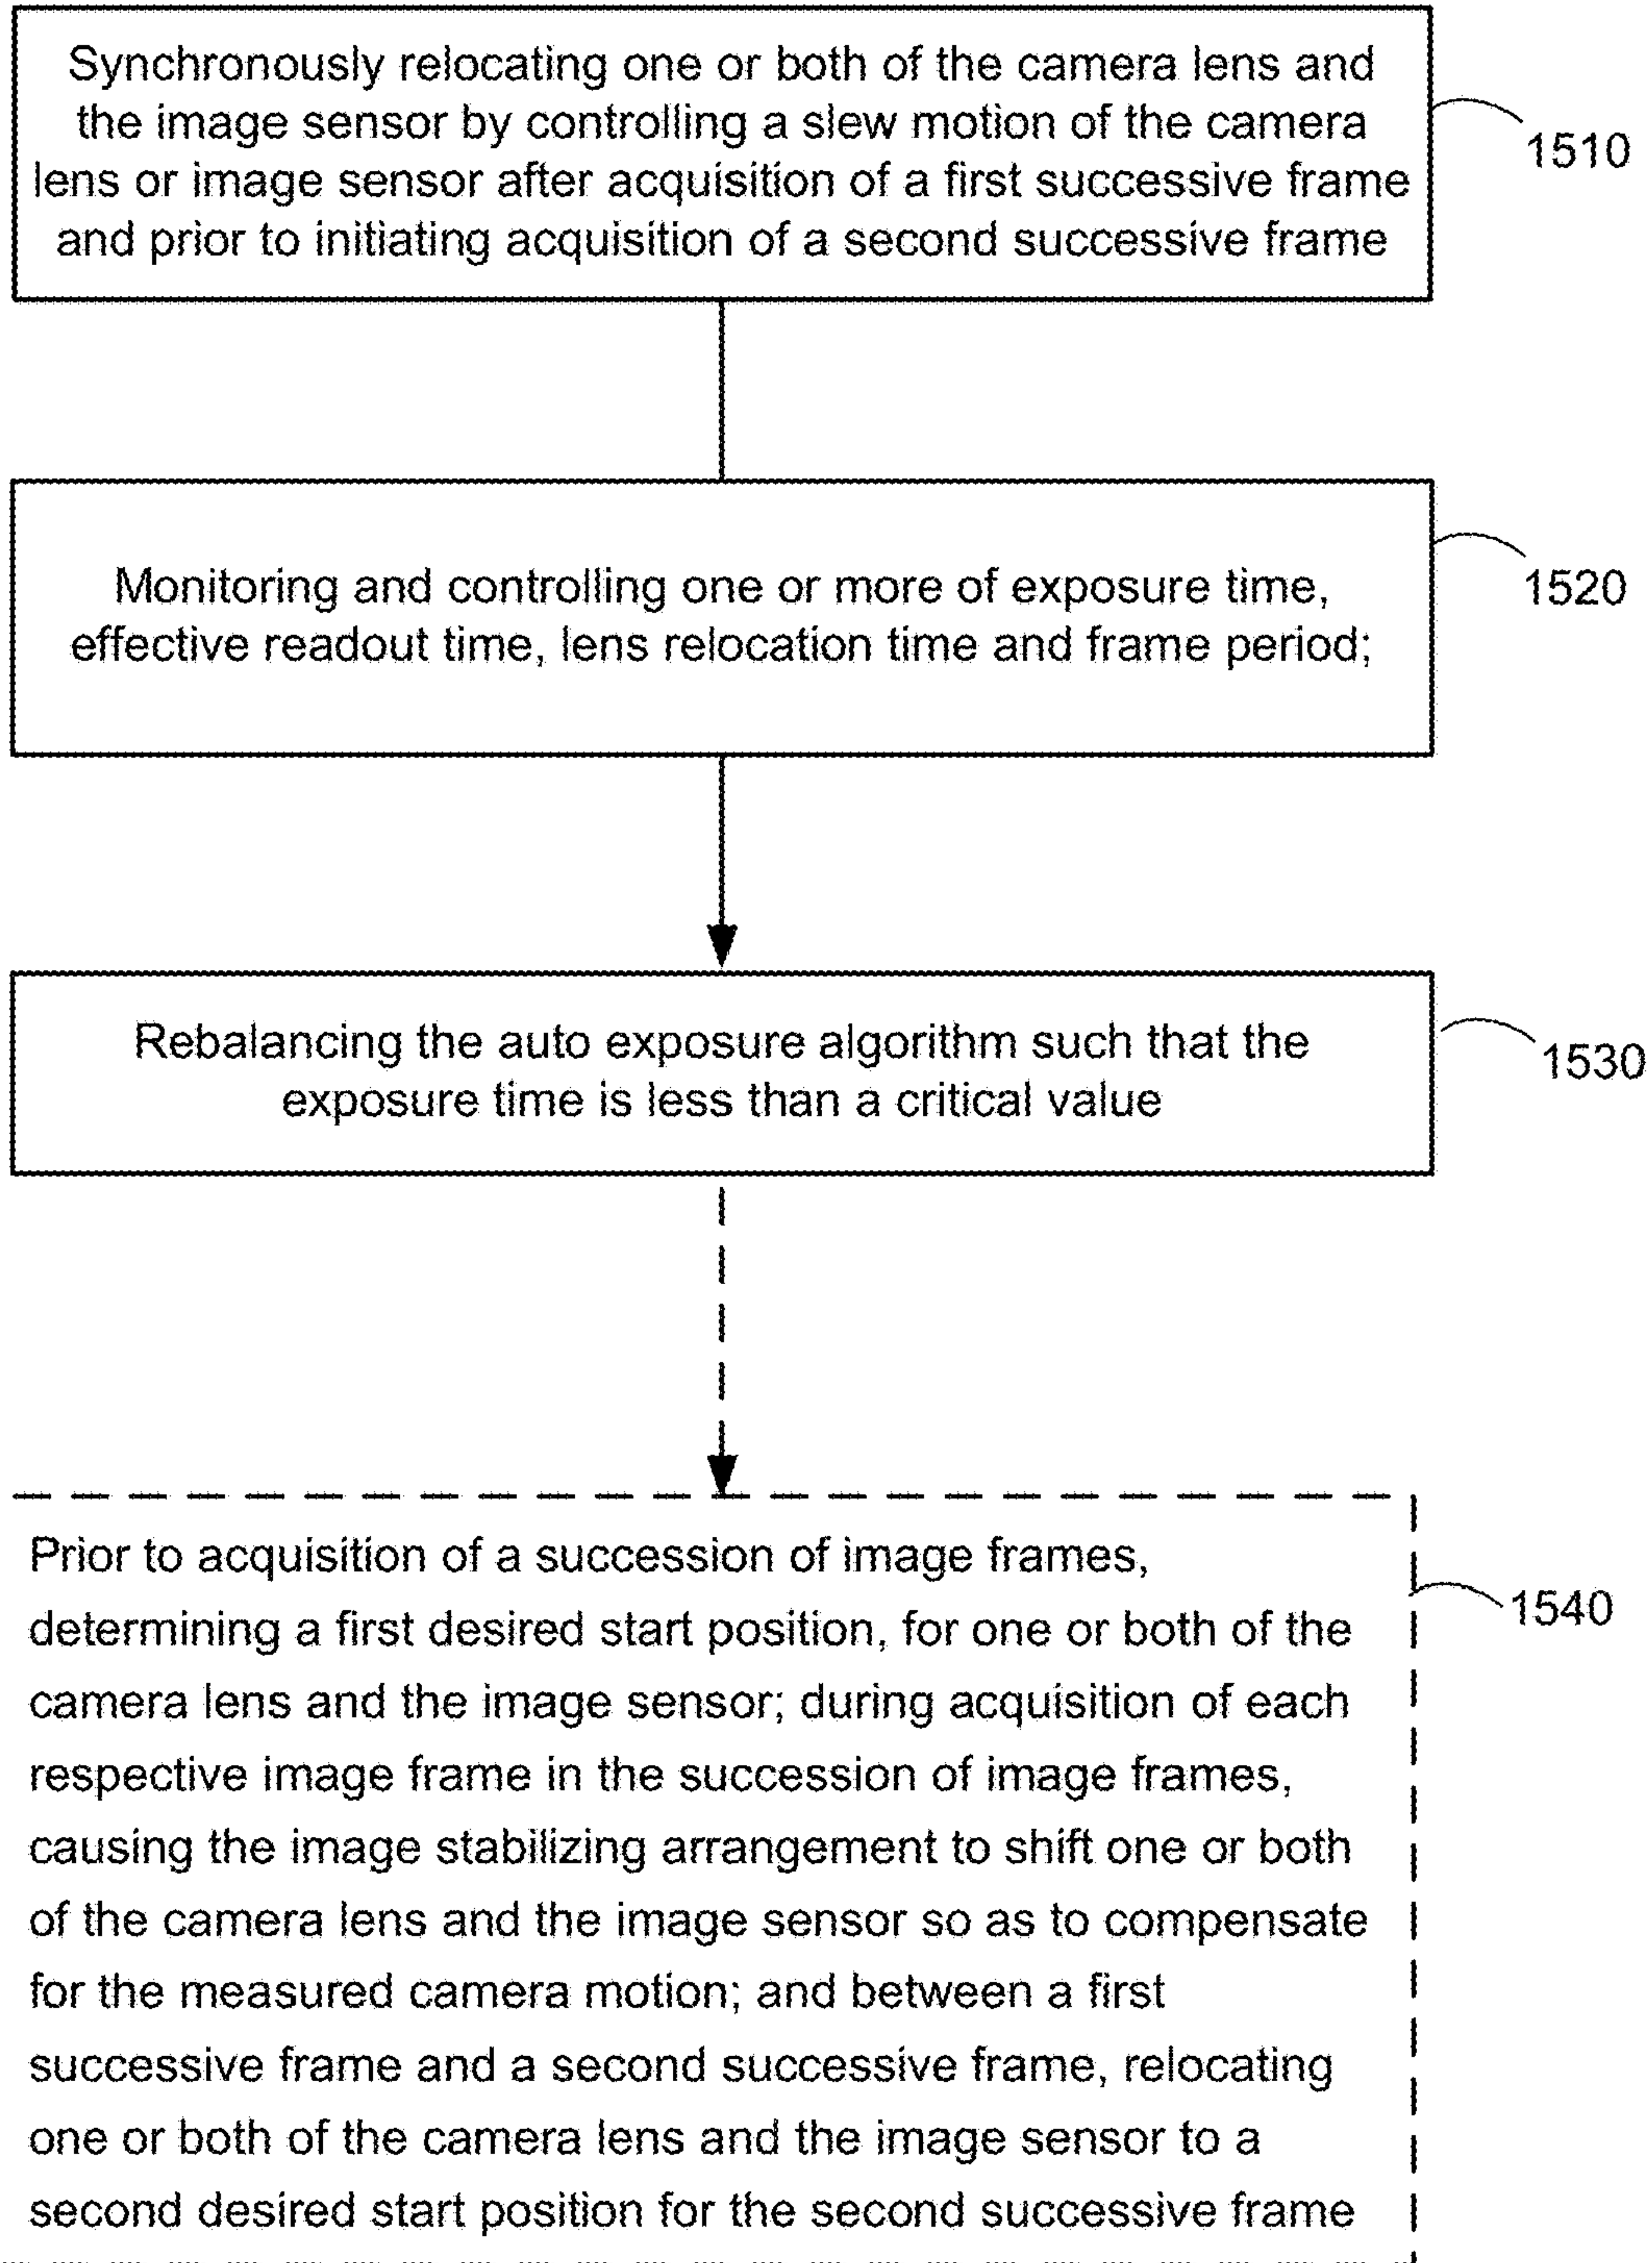 Synchronously relocating one or both of the camera lens and
the image sensor by controlling a slew motion of the camera
lens or image sensor after acquisition of a first successive frame
and prior to initiating acquisition of a second successive frame
1510
Monitoring and controlling one or more of exposure time,
effective readout time, lens relocation time and frame period;
1520
Rebalancing the auto exposure algorithm such that the
exposure time is less than a critical value
1530
Prior to acquisition of a succession of image frames,
determining a first desired start position, for one or both of the
camera lens and the image sensor; during acquisition of each
respective image frame in the succession of image frames,
causing the image stabilizing arrangement to shift one or both
of the camera lens and the image sensor so as to compensate
for the measured camera motion; and between a first
successive frame and a second successive frame, relocating
one or both of the camera lens and the image sensor to a
second desired start position for the second successive frame
1540